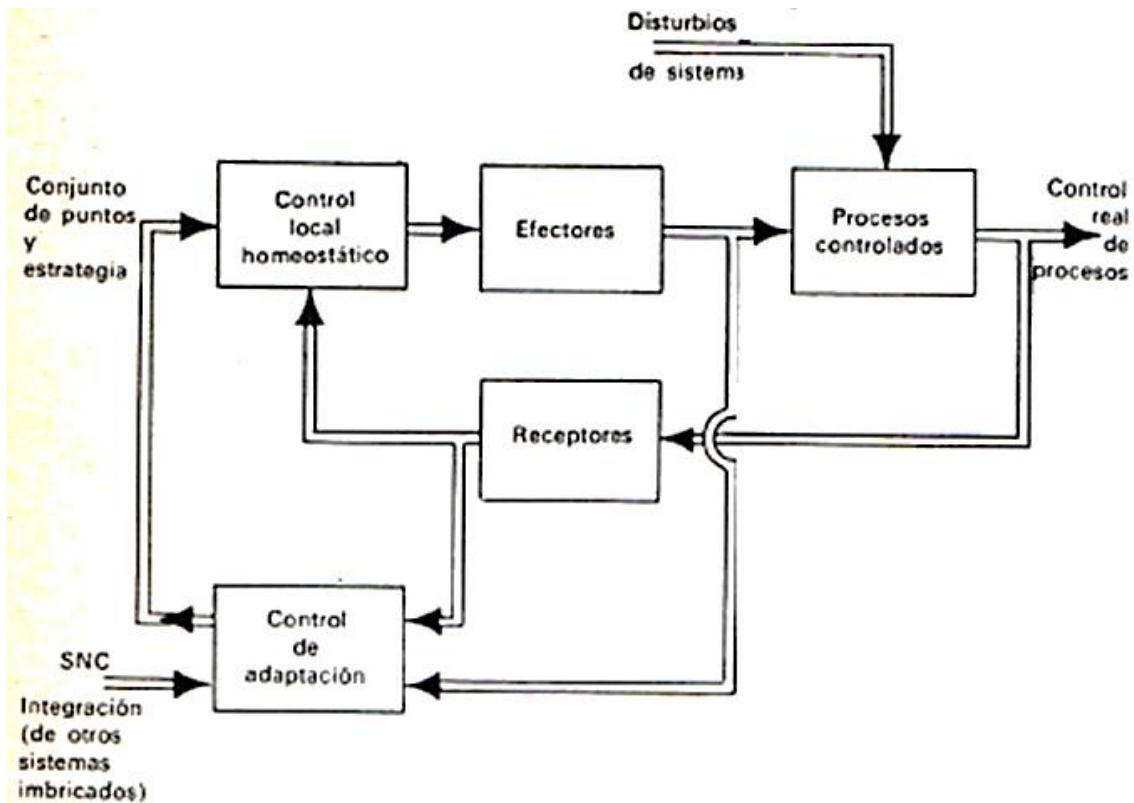 Disturbios
de sistema
Conjunto
de puntos
y
estrategia
Control
local
homeostático
Efectores
Procesos
controlados
Control
real
de
procesos
Receptores
Control
de
adaptación
SNC
Integración
(de otros
sistemas
imbricados)